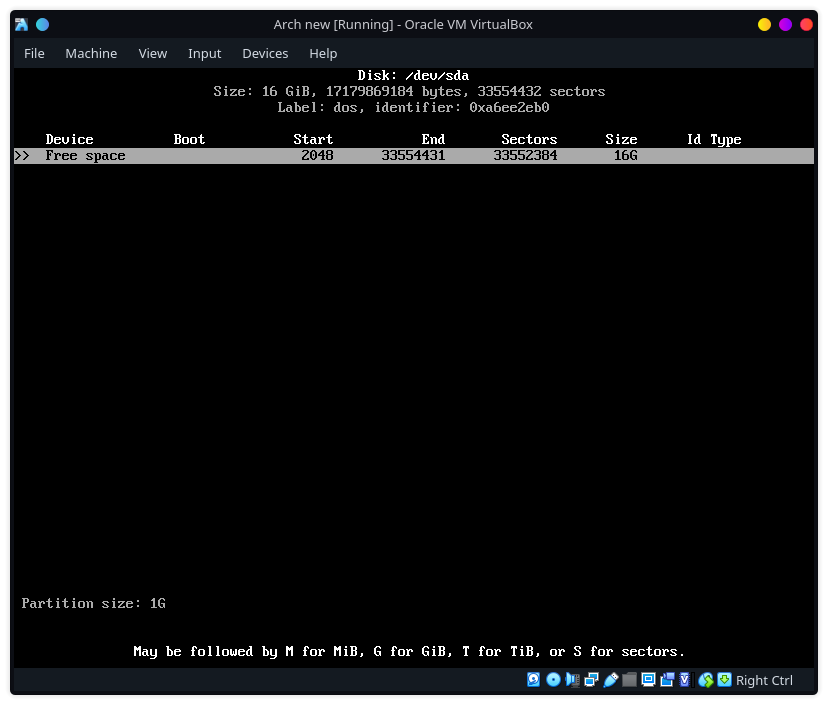 Arch new [Running] - Oracle VM VirtualBox
File Machine View Input Devices Help
Disk: /dev/sda
Size: 16 GiB, 17179869184 bytes, 33554432 sectors
Label: dos, identifier: 0xa6ee2eb0
Device Boot Start End Sectors Size Id Type
>> Free space 2048 33554431 33552384 16G
Partition size: 1G
May be followed by M for MiB, G for GiB, T for TiB, or S for sectors.
Right Ctrl